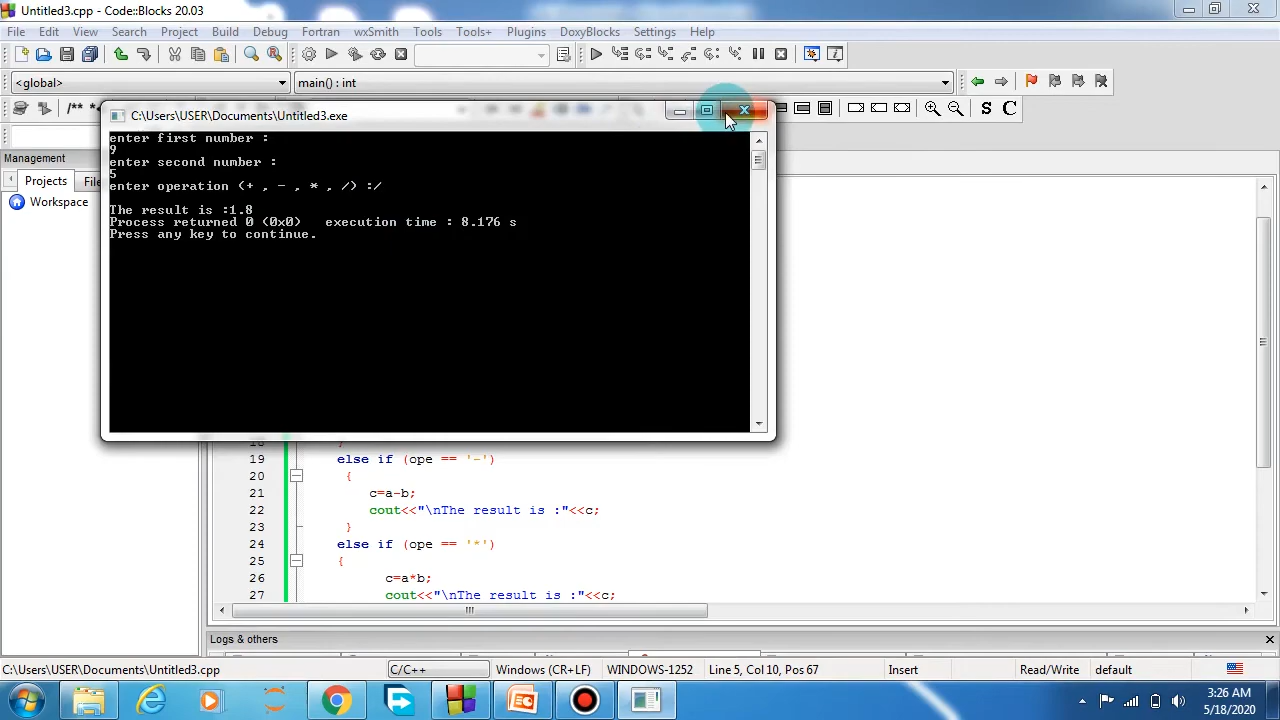 Untitled3.cpp - Code::Blocks 20.03
File Edit View Search Project Build Debug Fortran wxSmith Tools Tools+ Plugins DoxyBlocks Settings Help
<global> main() : int
/** *
S C
C:\Users\USER\Documents\Untitled3.exe
enter first number :
9
enter second number :
5
enter operation (+ , - , * , /) :/
The result is :1.8
Process returned 0 (0x0) execution time : 8.176 s
Press any key to continue.
Management
Projects File
Workspace
18 }
19 else if (ope == '-')
20 {
21 c=a-b;
22 cout<<"\nThe result is :"<<c;
23 }
24 else if (ope == '*')
25 {
26 c=a*b;
27 cout<<"\nThe result is :"<<c;
Logs & others
C:\Users\USER\Documents\Untitled3.cpp C/C++ Windows (CR+LF) WINDOWS-1252 Line 5, Col 10, Pos 67 Insert Read/Write default
3:26 AM
5/18/2020